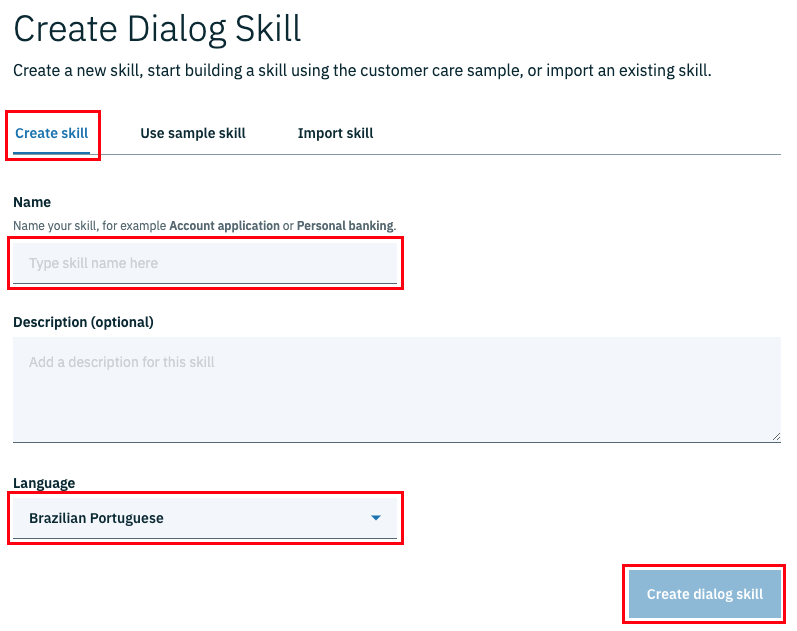 Create Dialog Skill
Create a new skill, start building a skill using the customer care sample, or import an existing skill.
Create skill Use sample skill Import skill
Name
Name your skill, for example Account application or Personal banking.
Type skill name here
Description (optional)
Add a description for this skill
Language
Brazilian Portuguese
Create dialog skill